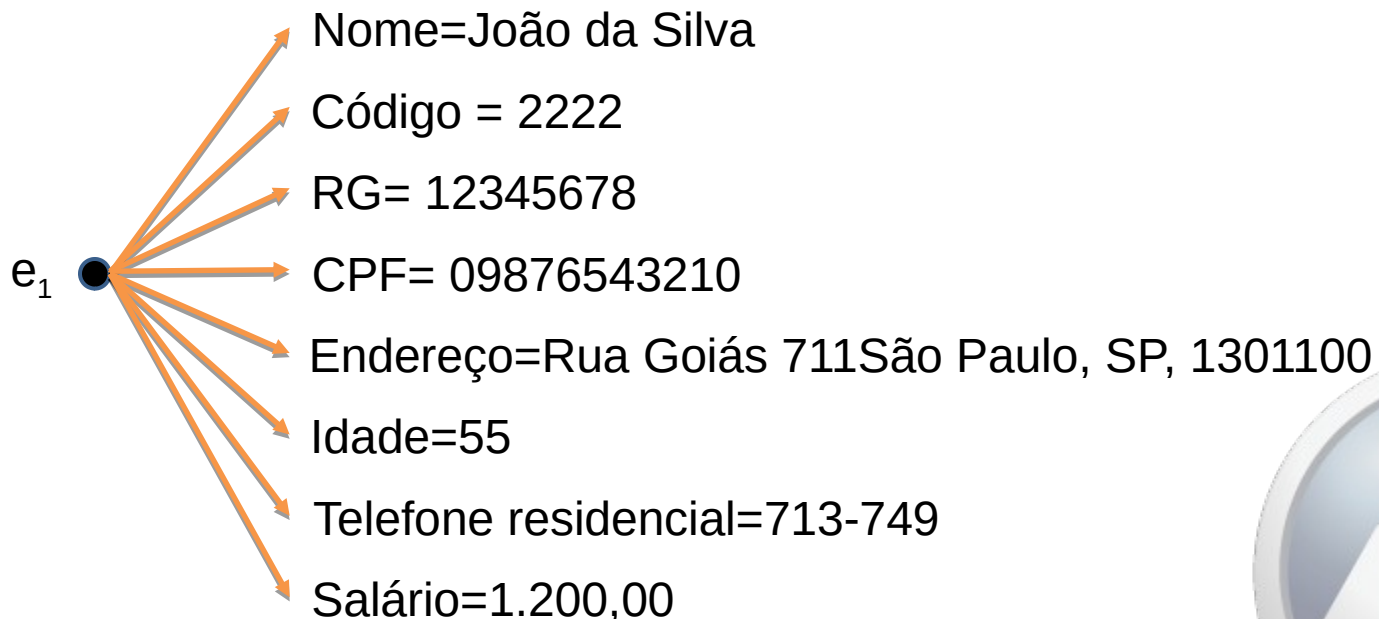 Nome=João da Silva
Código = 2222
RG= 12345678
e1
CPF= 09876543210
Endereço=Rua Goiás 711São Paulo, SP, 1301100
Idade=55
Telefone residencial=713-749
Salário=1.200,00